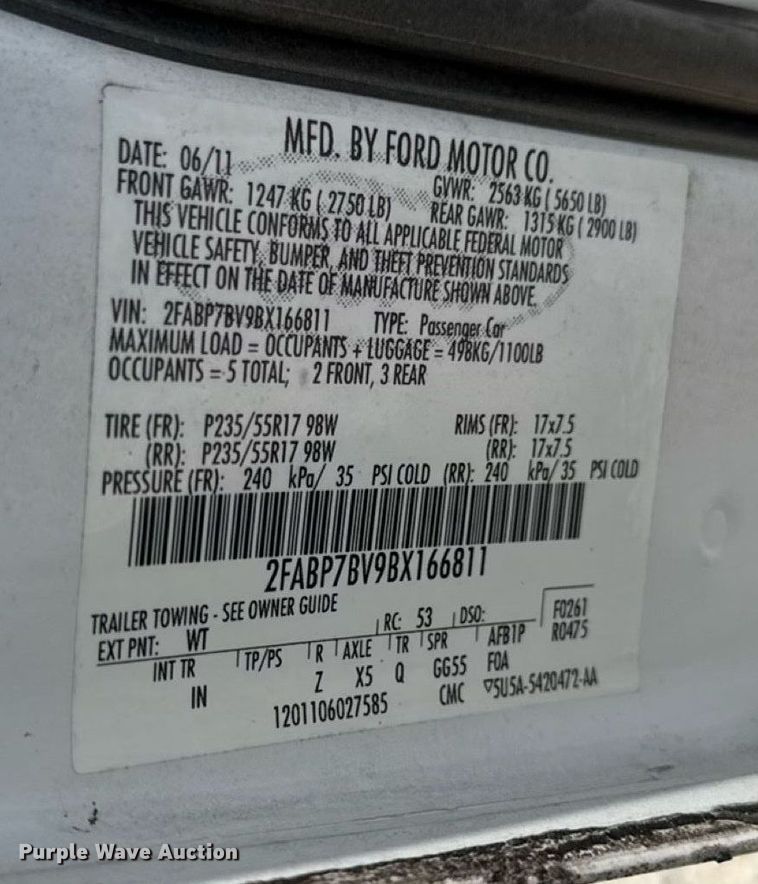 MFD. BY FORD MOTOR CO.
DATE: 06/11 GVWR: 2563 KG ( 5650 LB)
FRONT GAWR: 1247 KG ( 2750 LB) REAR GAWR: 1315 KG ( 2900 LB)
THIS VEHICLE CONFORMS TO ALL APPLICABLE FEDERAL MOTOR
VEHICLE SAFETY, BUMPER, AND THEFT PREVENTION STANDARDS
IN EFFECT ON THE DATE OF MANUFACTURE SHOWN ABOVE.
VIN: 2FABP7BV9BX166811 TYPE: Passenger Car
MAXIMUM LOAD = OCCUPANTS + LUGGAGE = 498KG/1100LB
OCCUPANTS = 5 TOTAL; 2 FRONT, 3 REAR
TIRE (FR): P235/55R17 98W RIMS (FR): 17x7.5
(RR): P235/55R17 98W (RR): 17x7.5
PRESSURE (FR): 240 kPa/ 35 PSI COLD (RR): 240 kPa/ 35 PSI COLD
2FABP7BV9BX166811
TRAILER TOWING - SEE OWNER GUIDE
EXT PNT: WT RC: 53 DSO: F0261
INT TR TP/PS R AXLE TR SPR AFB1P R0475
IN Z X5 Q GG55 FOA
1201106027585 CMC ▽5U5A-5420472-AA
Purple Wave Auction